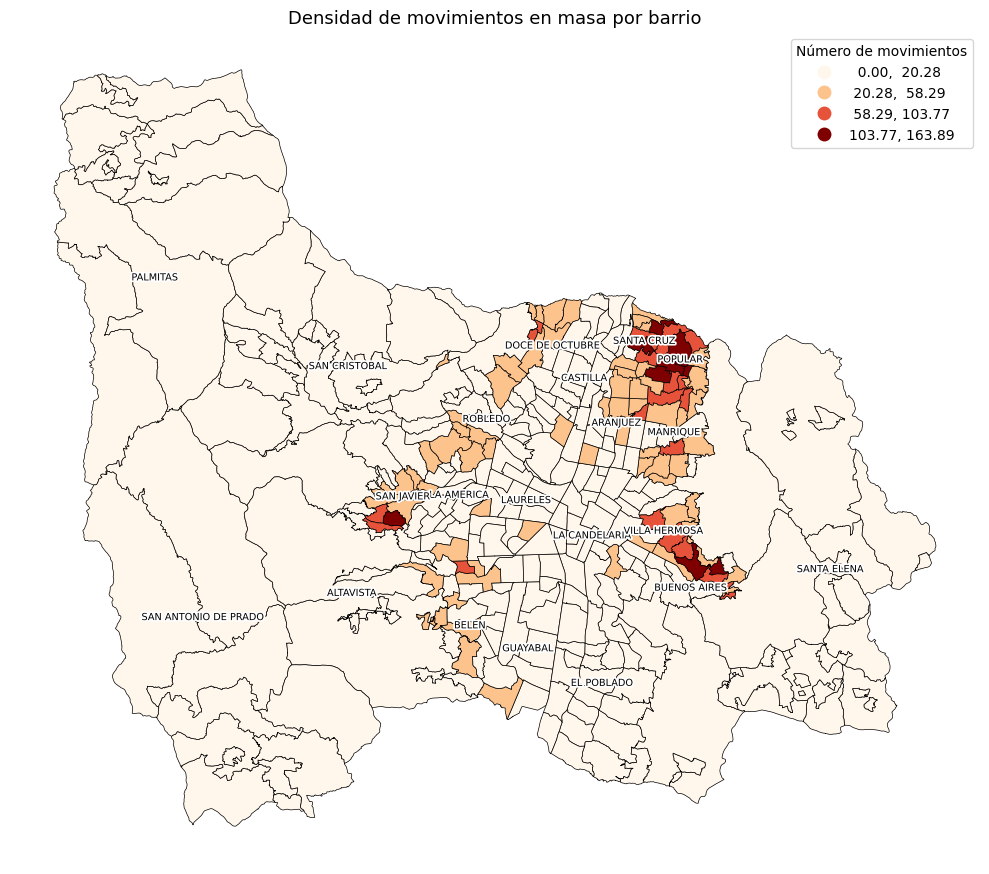 Densidad de movimientos en masa por barrio
Número de movimientos
0.00, 20.28
20.28, 58.29
58.29, 103.77
103.77, 163.89
PALMITAS
SANTA CRUZ
DOCE DE OCTUBRE
POPULAR
SAN CRISTOBAL
CASTILLA
ROBLEDO
ARANJUEZ
MANRIQUE
SAN JAVIER
LA AMERICA
LAURELES
LA CANDELARIA
VILLA HERMOSA
SANTA ELENA
BUENOS AIRES
ALTAVISTA
SAN ANTONIO DE PRADO
BELEN
GUAYABAL
EL POBLADO